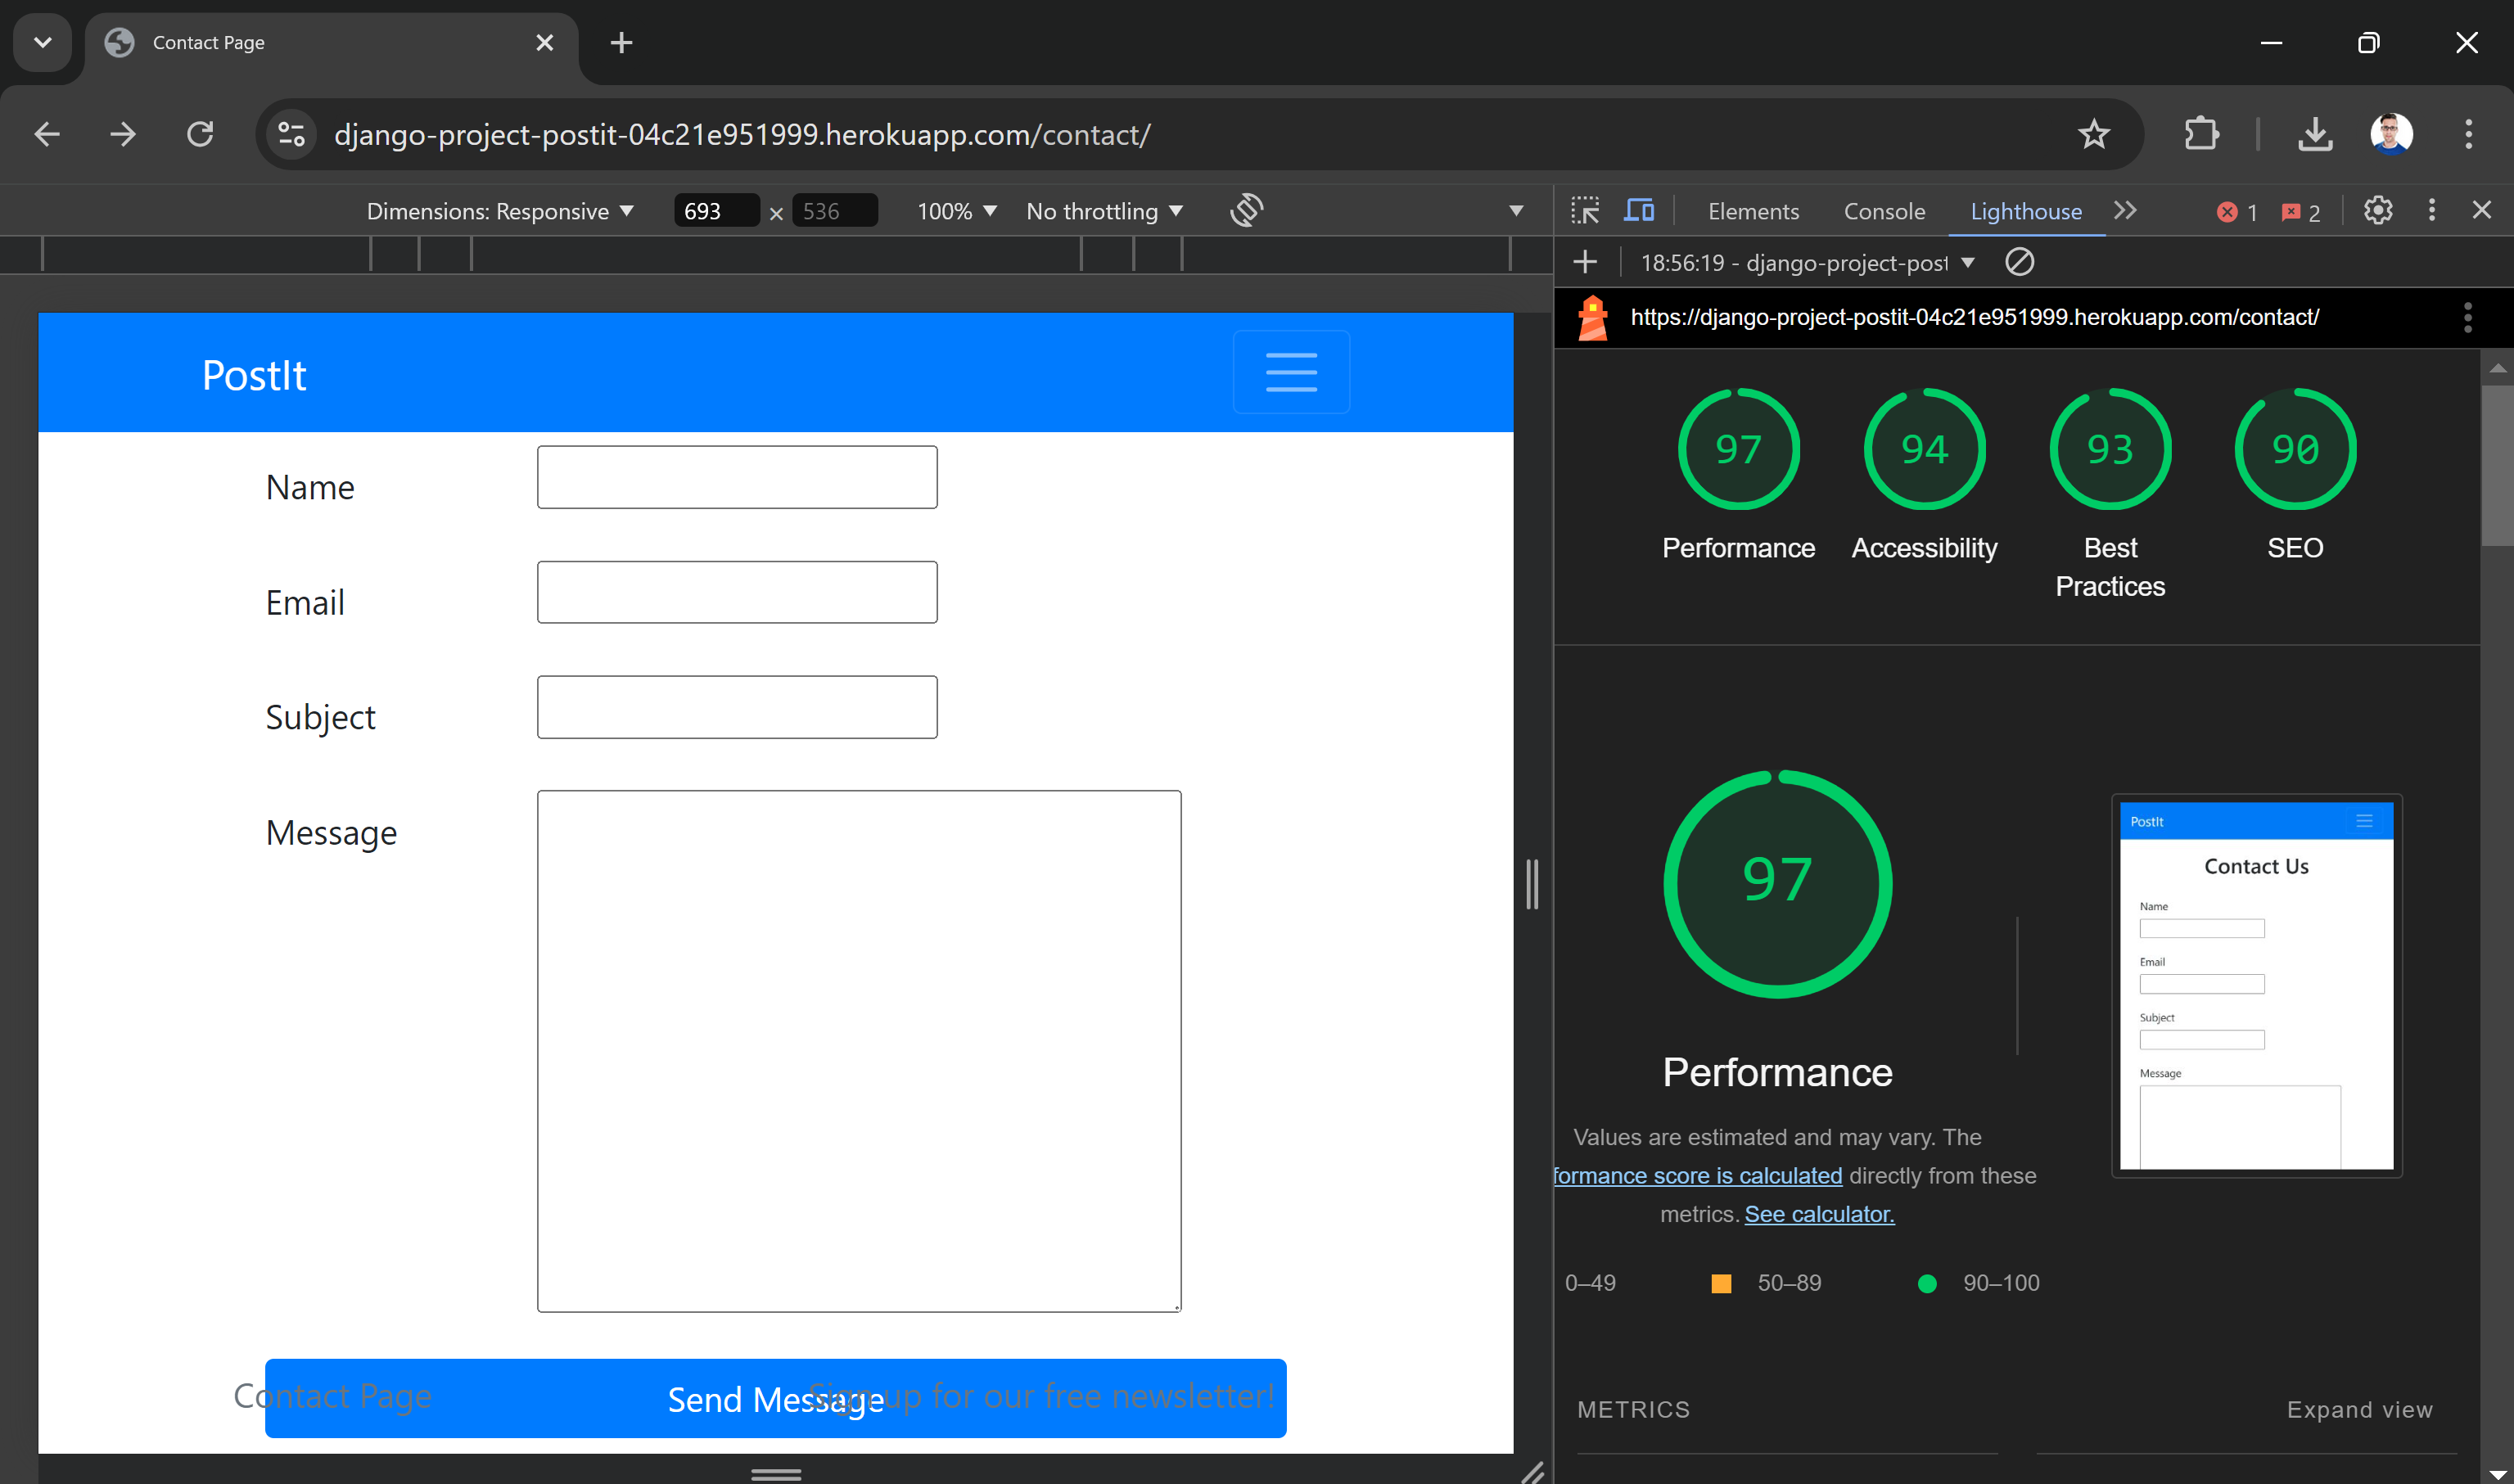 Contact Page
django-project-postit-04c21e951999.herokuapp.com/contact/
Dimensions: Responsive 693 × 536 100% No throttling
Elements Console Lighthouse 1 2
18:56:19 - django-project-post
https://django-project-postit-04c21e951999.herokuapp.com/contact/
PostIt
Name
Email
Subject
Message
Send Message
Contact Page Sign up for our free newsletter!
97 94 93 90
Performance Accessibility Best Practices SEO
97
Performance
Values are estimated and may vary. The
formance score is calculated directly from these
metrics. See calculator.
0–49 50–89 90–100
METRICS Expand view
PostIt
Contact Us
Name
Email
Subject
Message